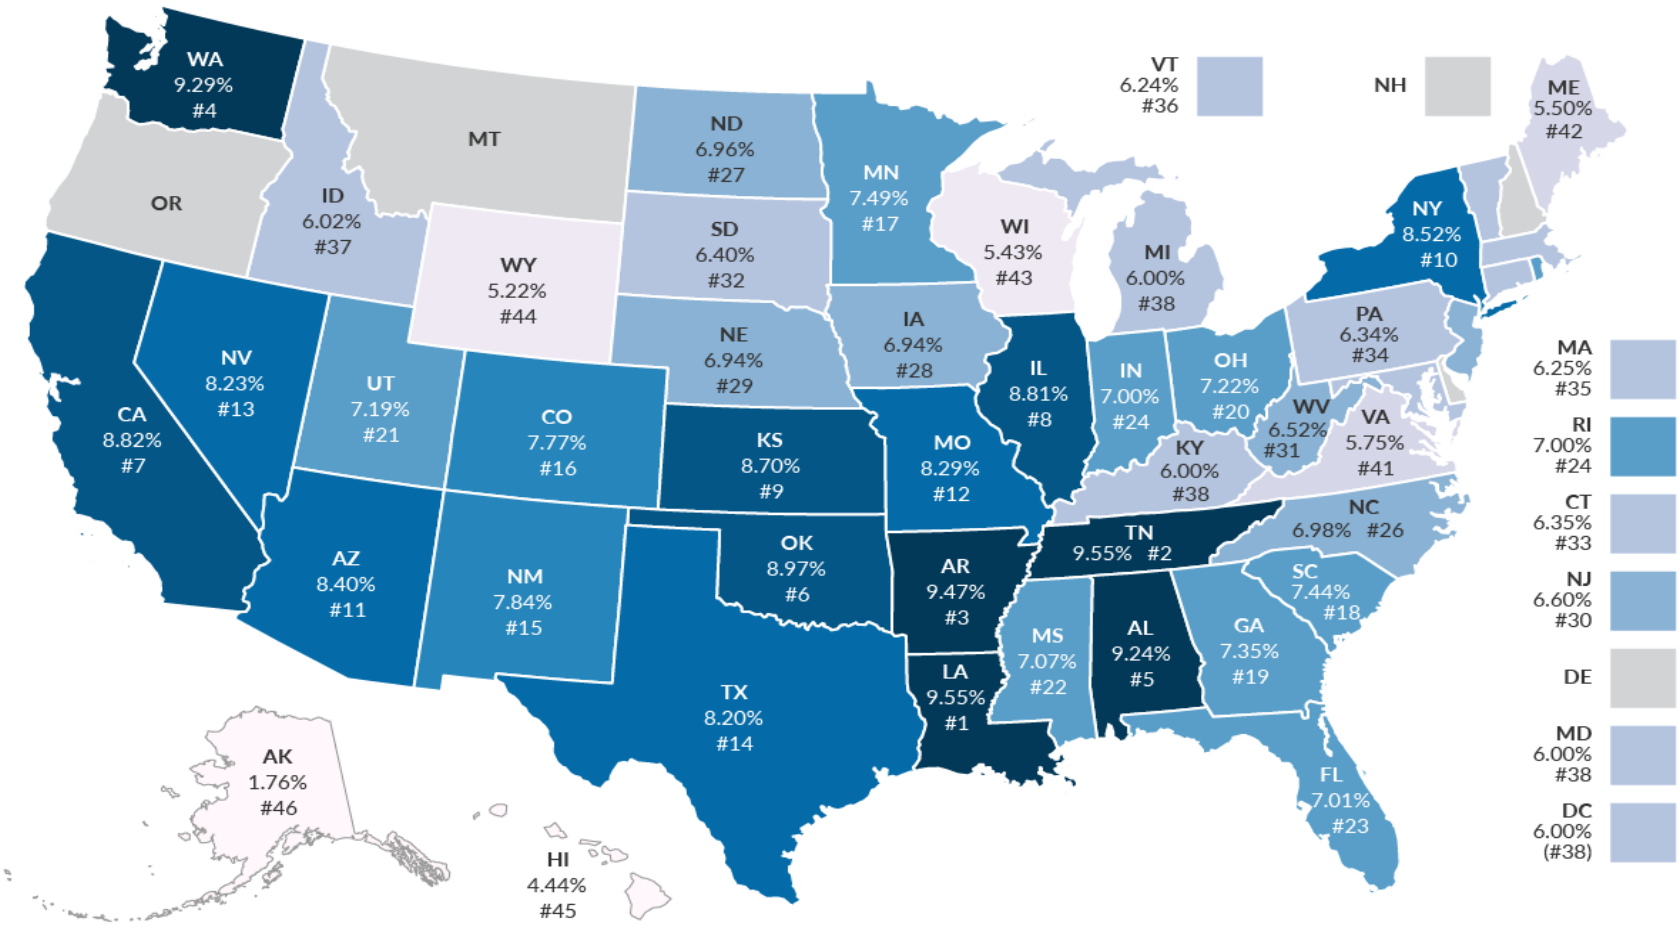 WA
9.29%
#4
MT
OR
ID
6.02%
#37
WY
5.22%
#44
ND
6.96%
#27
SD
6.40%
#32
NE
6.94%
#29
MN
7.49%
#17
IA
6.94%
#28
WI
5.43%
#43
MI
6.00%
#38
VT
6.24%
#36
NH
ME
5.50%
#42
NY
8.52%
#10
PA
6.34%
#34
CA
8.82%
#7
NV
8.23%
#13
UT
7.19%
#21
CO
7.77%
#16
KS
8.70%
#9
MO
8.29%
#12
IL
8.81%
#8
IN
7.00%
#24
OH
7.22%
#20
WV
6.52%
#31
VA
5.75%
#41
KY
6.00%
#38
NC
6.98% #26
TN
9.55% #2
AZ
8.40%
#11
NM
7.84%
#15
OK
8.97%
#6
AR
9.47%
#3
SC
7.44%
#18
TX
8.20%
#14
LA
9.55%
#1
MS
7.07%
#22
AL
9.24%
#5
GA
7.35%
#19
FL
7.01%
#23
AK
1.76%
#46
HI
4.44%
#45
MA
6.25%
#35
RI
7.00%
#24
CT
6.35%
#33
NJ
6.60%
#30
DE
MD
6.00%
#38
DC
6.00%
(#38)